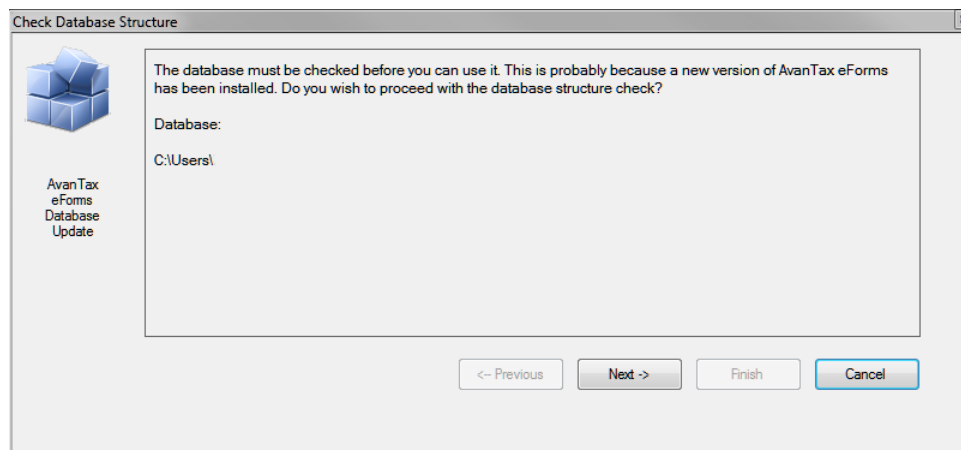 Check Database Structure
The database must be checked before you can use it. This is probably because a new version of AvanTax eForms
has been installed. Do you wish to proceed with the database structure check?
Database:
C:\Users\
AvanTax
eForms
Database
Update
<-- Previous
Next ->
Finish
Cancel